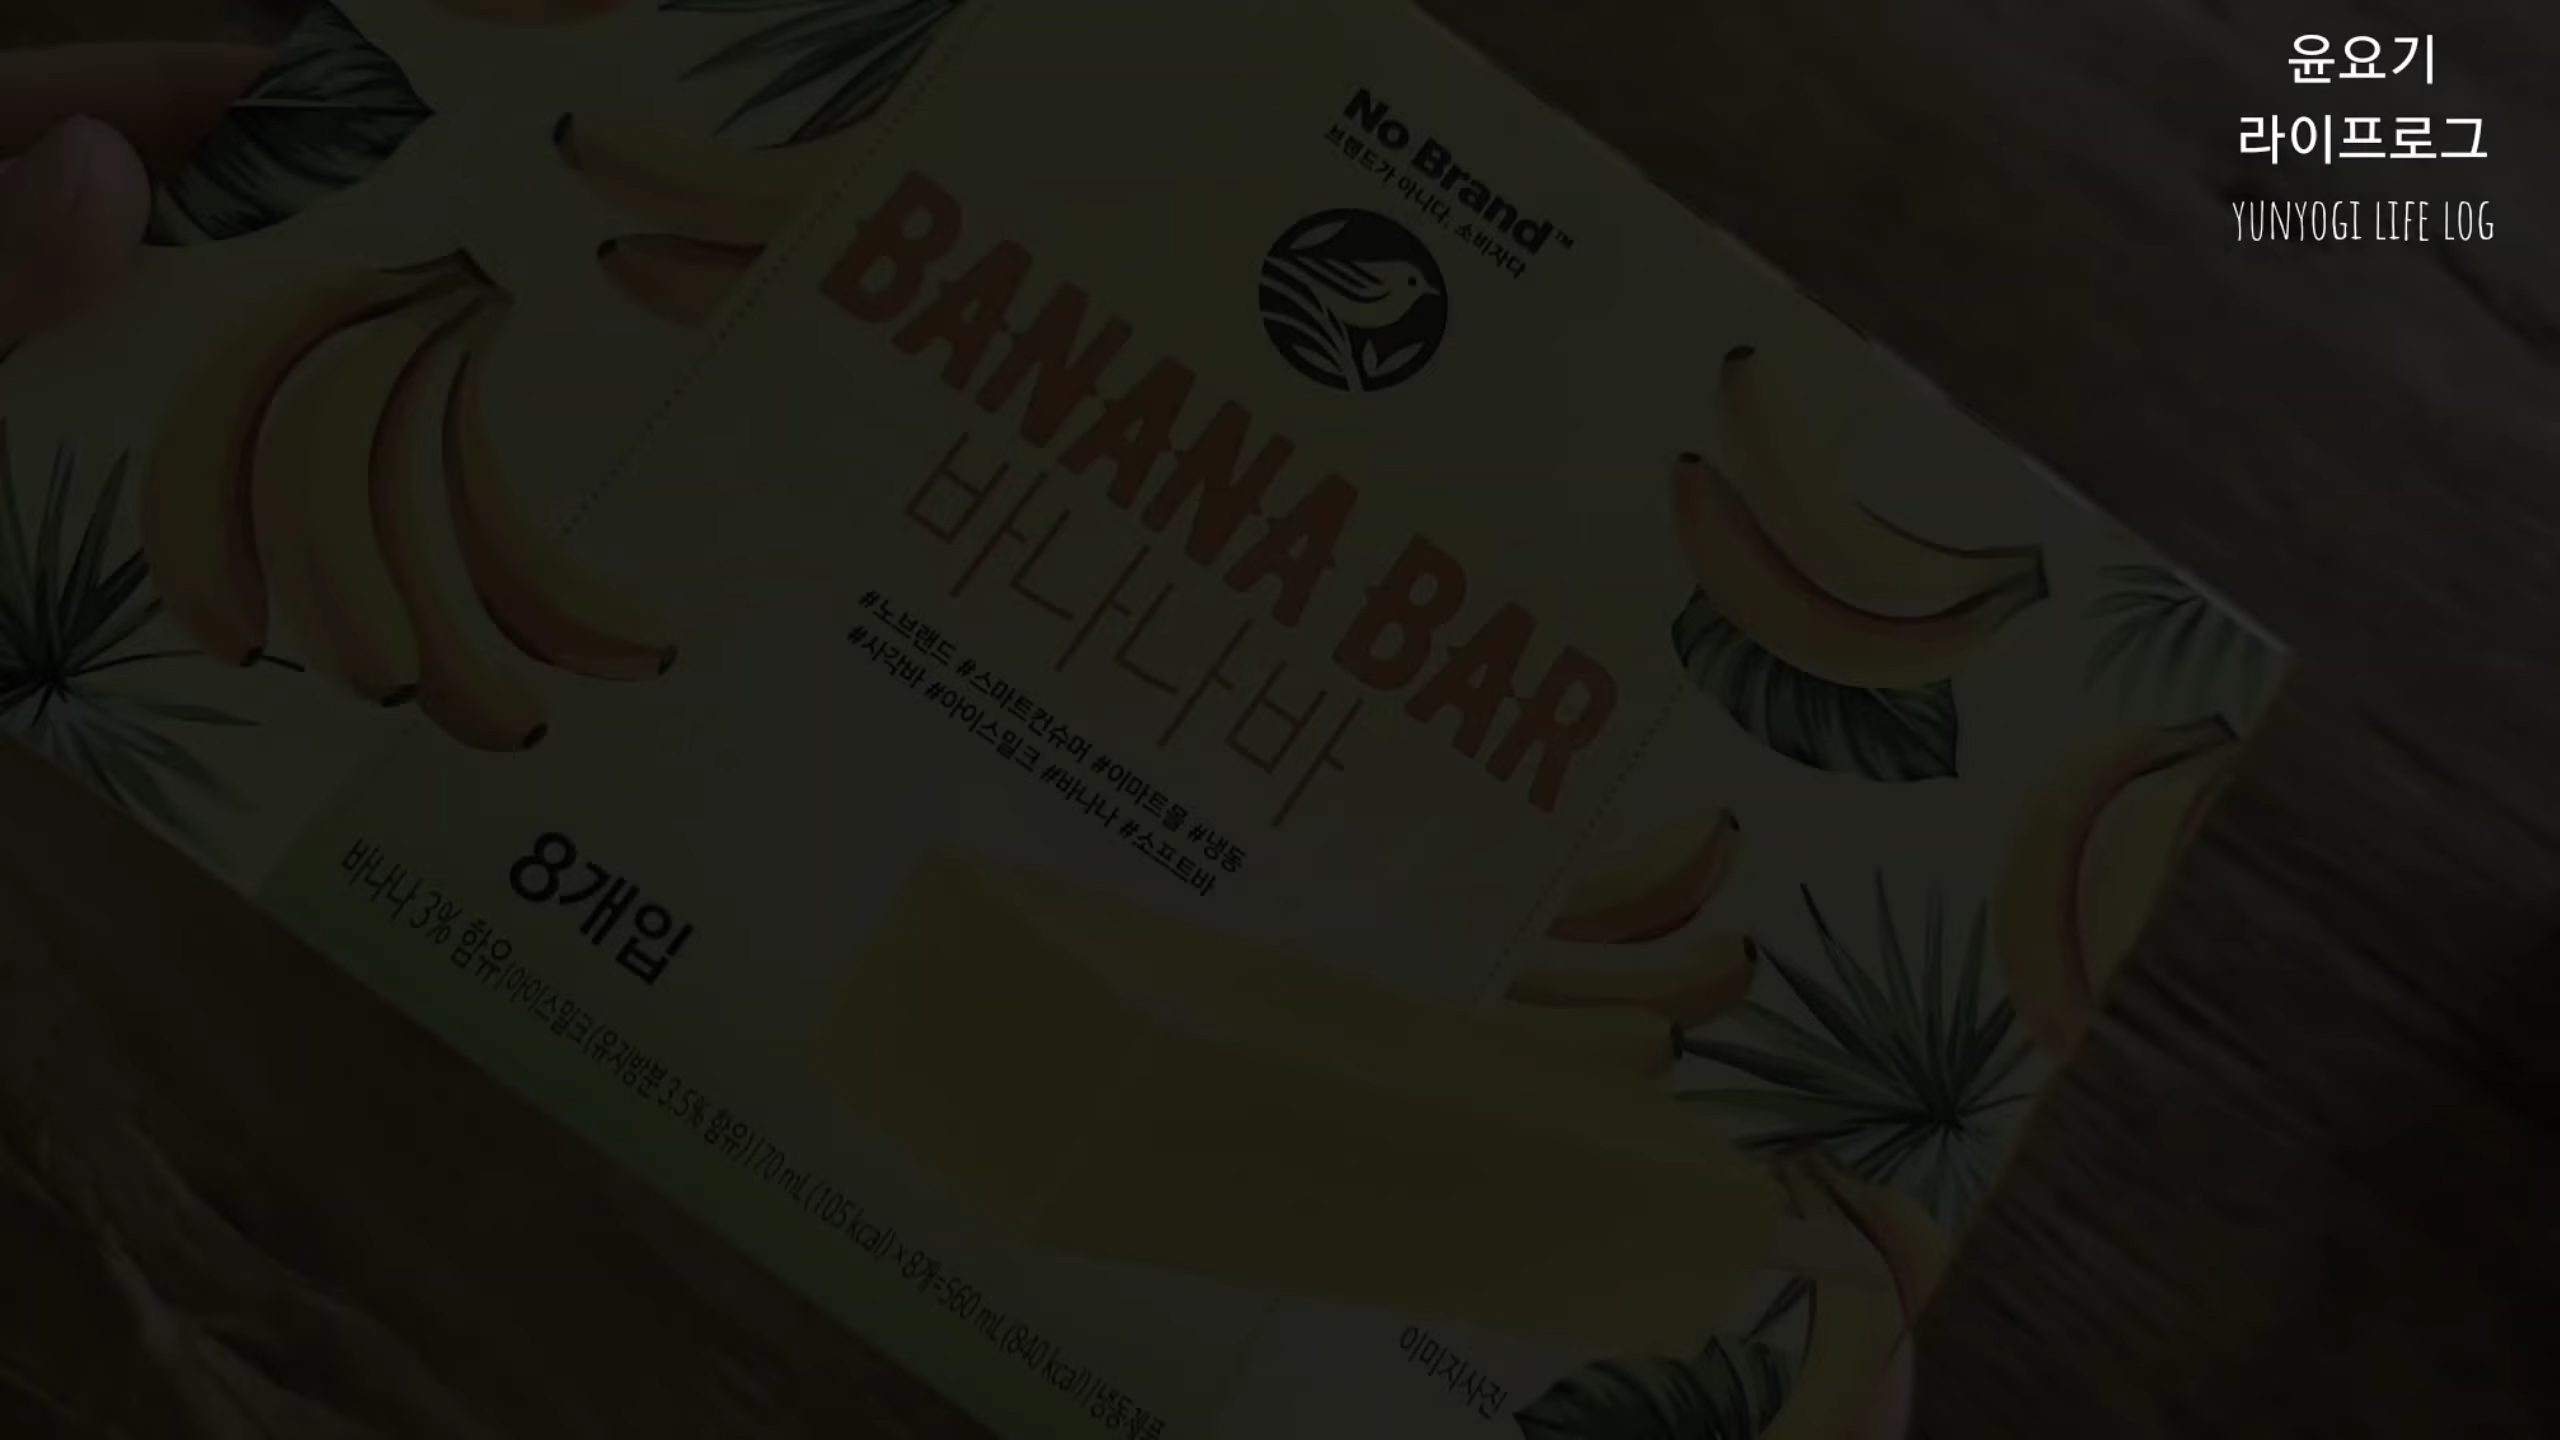 윤요기
라이프로그
YUNYOGI LIFE LOG
No Brand™
브랜드가 아니다. 소비자다
BANANA BAR
바나나바
#노브랜드 #스마트컨슈머 #이마트몰 #냉동
#사각바 #아이스밀크 #바나나 #소프트바
8개입
바나나 3% 함유|아이스밀크(유지방분 3.5% 함유)|70 mL (105 kcal) x 8개=560 mL (840 kcal)|냉동제품
이미지사진